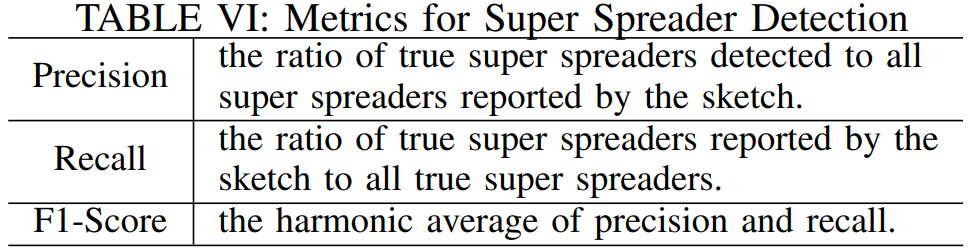 TABLE VI: Metrics for Super Spreader Detection
Precision
the ratio of true super spreaders detected to all
super spreaders reported by the sketch.
Recall
the ratio of true super spreaders reported by the
sketch to all true super spreaders.
F1-Score
the harmonic average of precision and recall.